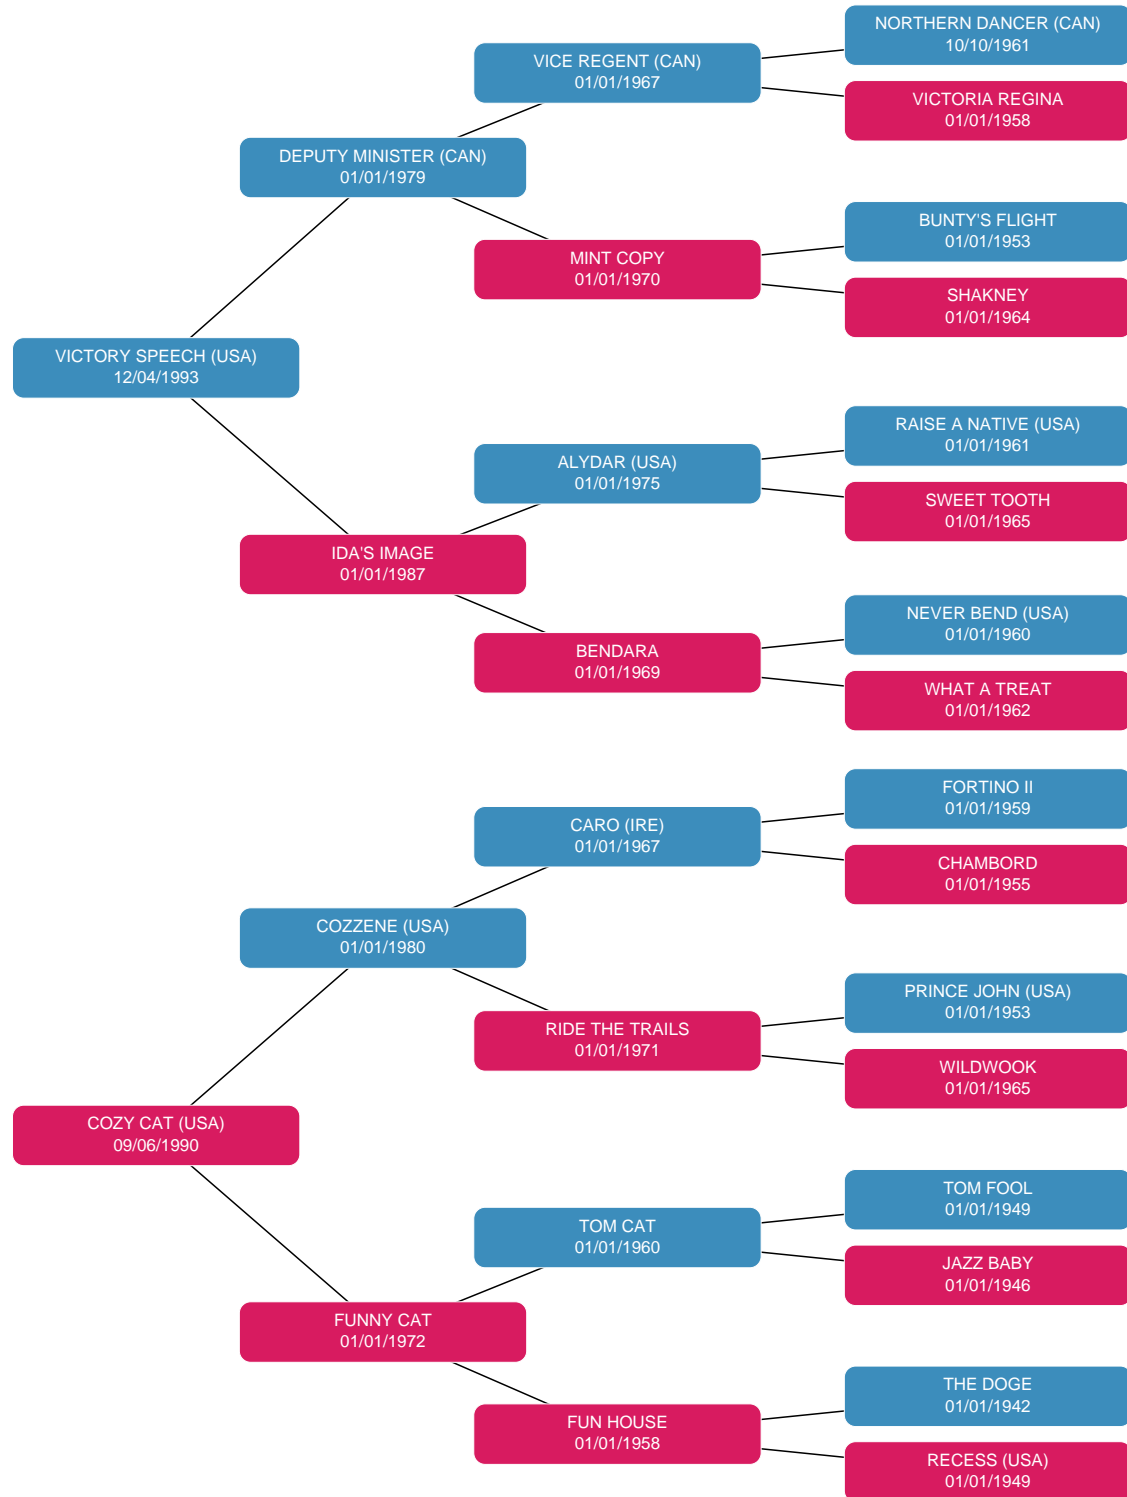 NORTHERN DANCER (CAN)
10/10/1961
VICE REGENT (CAN)
01/01/1967
VICTORIA REGINA
01/01/1958
DEPUTY MINISTER (CAN)
01/01/1979
BUNTY'S FLIGHT
01/01/1953
MINT COPY
01/01/1970
SHAKNEY
01/01/1964
VICTORY SPEECH (USA)
12/04/1993
RAISE A NATIVE (USA)
01/01/1961
ALYDAR (USA)
01/01/1975
SWEET TOOTH
01/01/1965
IDA'S IMAGE
01/01/1987
NEVER BEND (USA)
01/01/1960
BENDARA
01/01/1969
WHAT A TREAT
01/01/1962
FORTINO II
01/01/1959
CARO (IRE)
01/01/1967
CHAMBORD
01/01/1955
COZZENE (USA)
01/01/1980
PRINCE JOHN (USA)
01/01/1953
RIDE THE TRAILS
01/01/1971
WILDWOOK
01/01/1965
COZY CAT (USA)
09/06/1990
TOM FOOL
01/01/1949
TOM CAT
01/01/1960
JAZZ BABY
01/01/1946
FUNNY CAT
01/01/1972
THE DOGE
01/01/1942
FUN HOUSE
01/01/1958
RECESS (USA)
01/01/1949